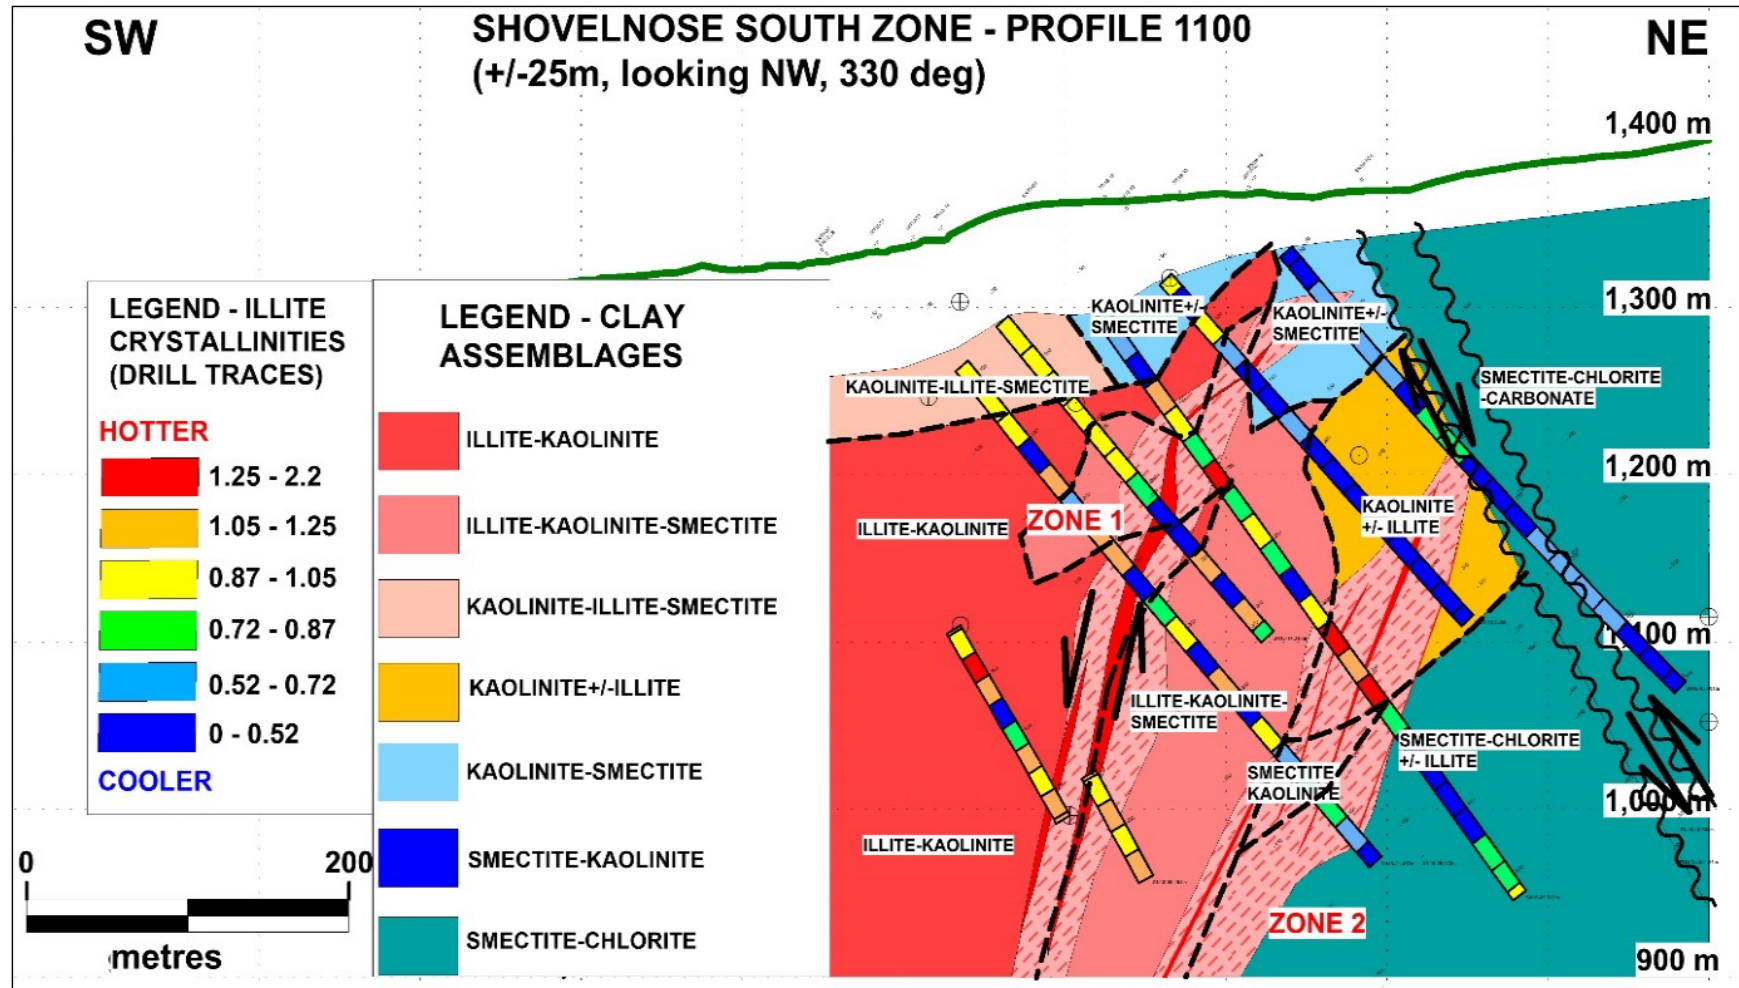 SW
SHOVELNOSE SOUTH ZONE - PROFILE 1100
(+/-25m, looking NW, 330 deg)
NE
1,400 m
1,300 m
1,200 m
1,100 m
1,000 m
900 m
LEGEND - ILLITE
CRYSTALLINITIES
(DRILL TRACES)
HOTTER
1.25 - 2.2
1.05 - 1.25
0.87 - 1.05
0.72 - 0.87
0.52 - 0.72
0 - 0.52
COOLER
0 200
metres
LEGEND - CLAY
ASSEMBLAGES
ILLITE-KAOLINITE
ILLITE-KAOLINITE-SMECTITE
KAOLINITE-ILLITE-SMECTITE
KAOLINITE+/-ILLITE
KAOLINITE-SMECTITE
SMECTITE-KAOLINITE
SMECTITE-CHLORITE
KAOLINITE+/-
SMECTITE
KAOLINITE+/-
SMECTITE
KAOLINITE-ILLITE-SMECTITE
SMECTITE-CHLORITE
-CARBONATE
ILLITE-KAOLINITE
ZONE 1
KAOLINITE
+/- ILLITE
ILLITE-KAOLINITE-
SMECTITE
SMECTITE-CHLORITE
+/- ILLITE
SMECTITE
KAOLINITE
ILLITE-KAOLINITE
ZONE 2